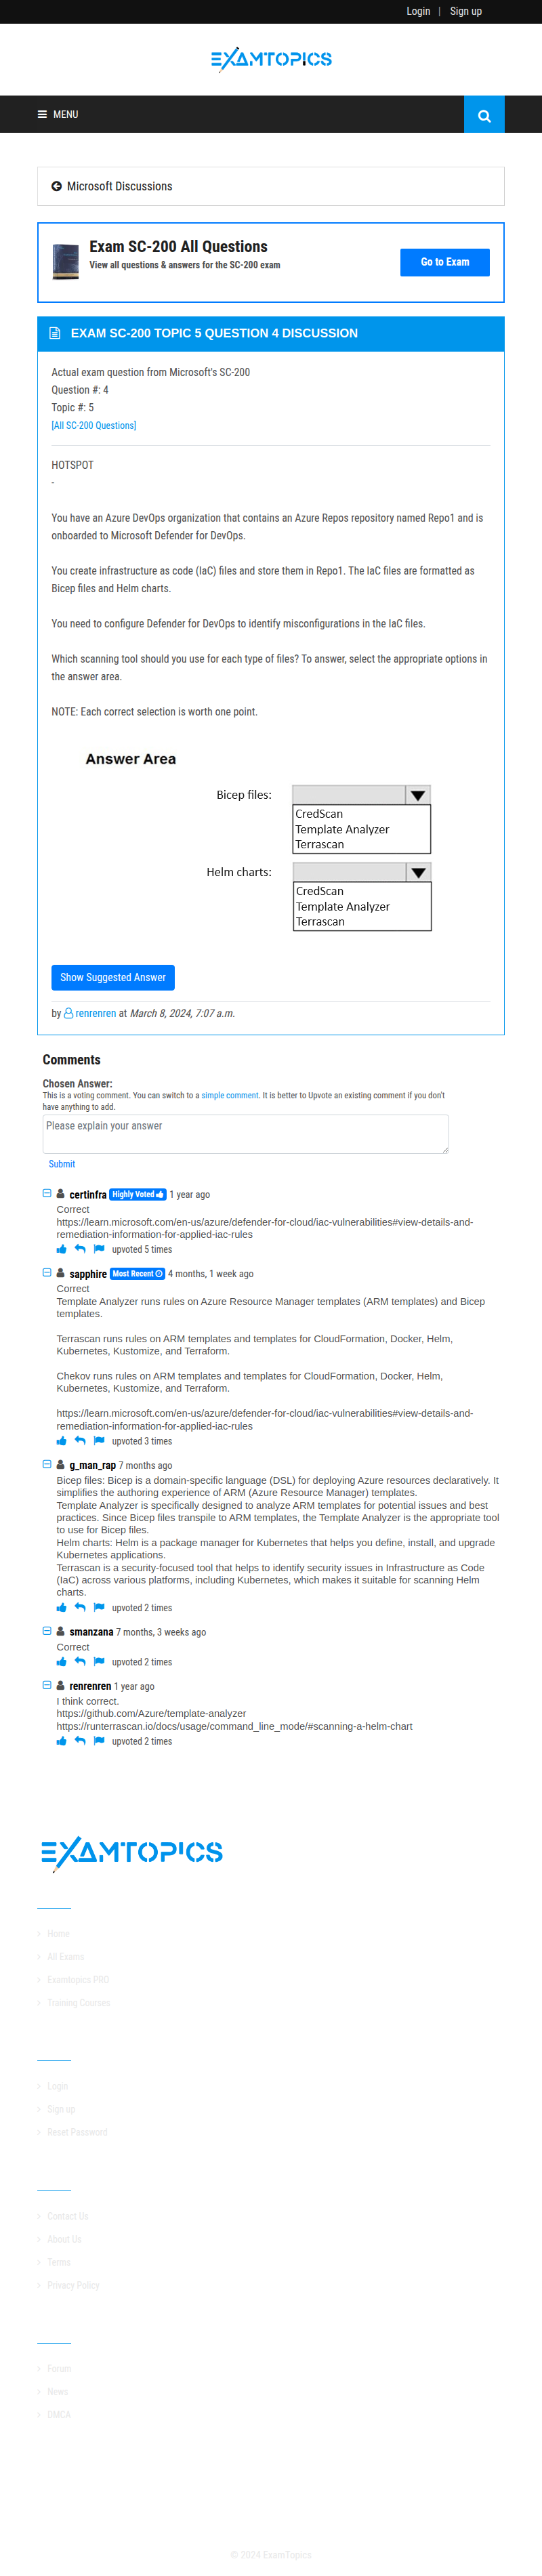 Login | Sign up
EXAMTOPICS
MENU
Microsoft Discussions
Exam SC-200 All Questions
View all questions & answers for the SC-200 exam
Go to Exam
EXAM SC-200 TOPIC 5 QUESTION 4 DISCUSSION
Actual exam question from Microsoft's SC-200
Question #: 4
Topic #: 5
[All SC-200 Questions]
HOTSPOT
-
You have an Azure DevOps organization that contains an Azure Repos repository named Repo1 and is
onboarded to Microsoft Defender for DevOps.
You create infrastructure as code (IaC) files and store them in Repo1. The IaC files are formatted as
Bicep files and Helm charts.
You need to configure Defender for DevOps to identify misconfigurations in the IaC files.
Which scanning tool should you use for each type of files? To answer, select the appropriate options in
the answer area.
NOTE: Each correct selection is worth one point.
Answer Area
Bicep files:
CredScan
Template Analyzer
Terrascan
Helm charts:
CredScan
Template Analyzer
Terrascan
Show Suggested Answer
by renrenren at March 8, 2024, 7:07 a.m.
Comments
Chosen Answer:
This is a voting comment. You can switch to a simple comment. It is better to Upvote an existing comment if you don't
have anything to add.
Please explain your answer
Submit
certinfra Highly Voted 1 year ago
Correct
https://learn.microsoft.com/en-us/azure/defender-for-cloud/iac-vulnerabilities#view-details-and-
remediation-information-for-applied-iac-rules
upvoted 5 times
sapphire Most Recent 4 months, 1 week ago
Correct
Template Analyzer runs rules on Azure Resource Manager templates (ARM templates) and Bicep
templates.
Terrascan runs rules on ARM templates and templates for CloudFormation, Docker, Helm,
Kubernetes, Kustomize, and Terraform.
Chekov runs rules on ARM templates and templates for CloudFormation, Docker, Helm,
Kubernetes, Kustomize, and Terraform.
https://learn.microsoft.com/en-us/azure/defender-for-cloud/iac-vulnerabilities#view-details-and-
remediation-information-for-applied-iac-rules
upvoted 3 times
g_man_rap 7 months ago
Bicep files: Bicep is a domain-specific language (DSL) for deploying Azure resources declaratively. It
simplifies the authoring experience of ARM (Azure Resource Manager) templates.
Template Analyzer is specifically designed to analyze ARM templates for potential issues and best
practices. Since Bicep files transpile to ARM templates, the Template Analyzer is the appropriate tool
to use for Bicep files.
Helm charts: Helm is a package manager for Kubernetes that helps you define, install, and upgrade
Kubernetes applications.
Terrascan is a security-focused tool that helps to identify security issues in Infrastructure as Code
(IaC) across various platforms, including Kubernetes, which makes it suitable for scanning Helm
charts.
upvoted 2 times
smanzana 7 months, 3 weeks ago
Correct
upvoted 2 times
renrenren 1 year ago
I think correct.
https://github.com/Azure/template-analyzer
https://runterrascan.io/docs/usage/command_line_mode/#scanning-a-helm-chart
upvoted 2 times
EXAMTOPICS
Home
All Exams
Examtopics PRO
Training Courses
Login
Sign up
Reset Password
Contact Us
About Us
Terms
Privacy Policy
Forum
News
DMCA
© 2024 ExamTopics